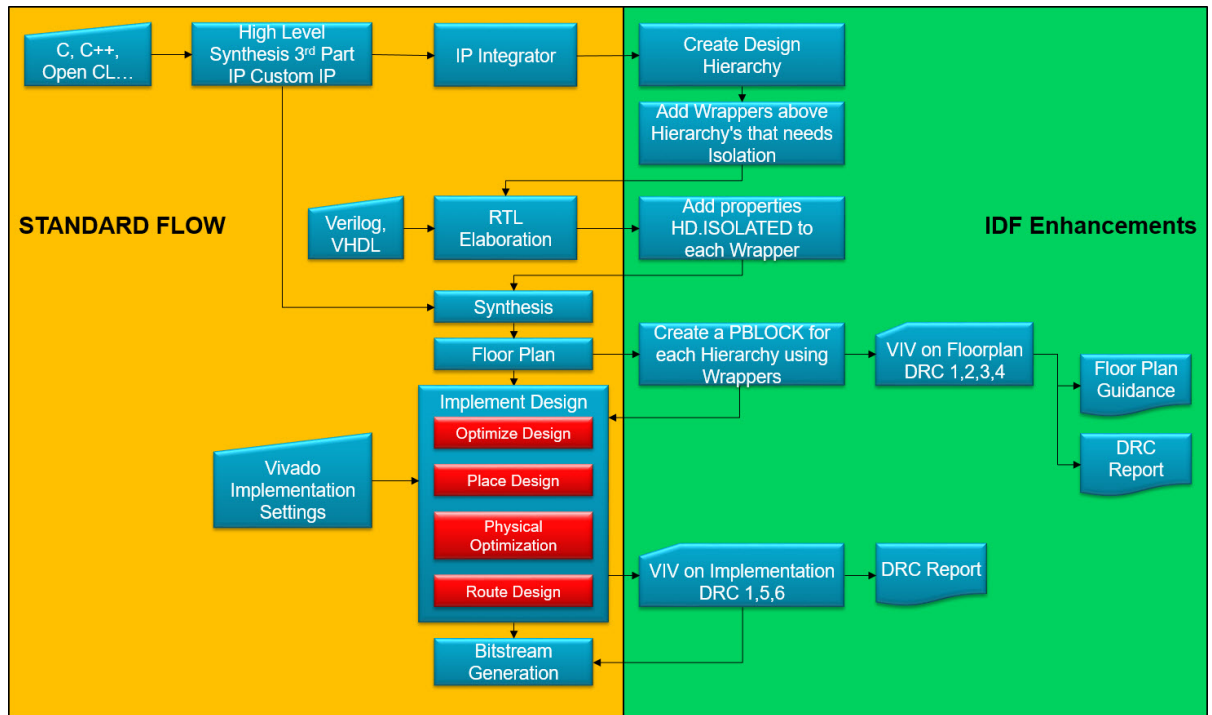 C, C++,
Open CL...
High Level
Synthesis 3rd Part
IP Custom IP
IP Integrator
Create Design
Hierarchy
Add Wrappers above
Hierarchy's that needs
Isolation
STANDARD FLOW
Verilog,
VHDL
RTL
Elaboration
Add properties
HD.ISOLATED to
each Wrapper
IDF Enhancements
Synthesis
Floor Plan
Create a PBLOCK for
each Hierarchy using
Wrappers
VIV on Floorplan
DRC 1,2,3,4
Floor Plan
Guidance
DRC
Report
Implement Design
Optimize Design
Place Design
Physical
Optimization
Route Design
Vivado
Implementation
Settings
VIV on Implementation
DRC 1,5,6
DRC Report
Bitstream
Generation